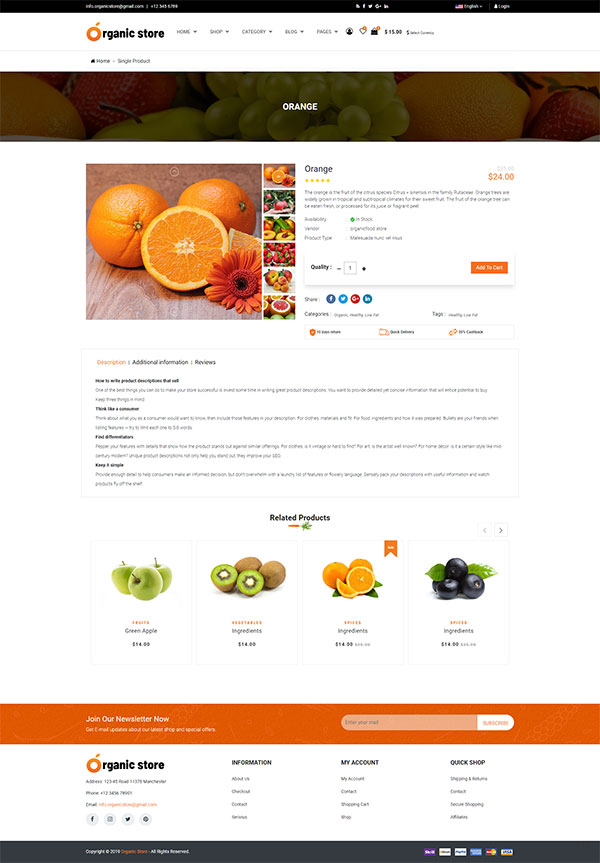 info.organicstore@gmail.com | +12 345 6789
English
Login
Organic store
HOME
SHOP
CATEGORY
BLOG
PAGES
$ 15.00
$ Select Currency
Home - Single Product
ORANGE
Orange
$24.00
The orange is the fruit of the citrus species Citrus × sinensis in the family Rutaceae. Orange trees are
widely grown in tropical and subtropical climates for their sweet fruit. The fruit of the orange tree can
be eaten fresh, or processed for its juice or fragrant peel.
Availability : In Stock
Vendor : organicfood store
Product Type : Malesuada nunc vel risus
Quality :
1
Add To Cart
Share :
Categories : Organic, Healthy, Low Fat
Tags : Healthy, Low Fat
Quick Delivery
Cashback
Description | Additional information | Reviews
How to write product descriptions that sell
One of the best things you can do to make your store successful is invest some time in writing great product descriptions. You want to provide detailed yet concise information that will entice potential to buy.
Keep three things in mind:
Think like a consumer
Think about what you as a consumer would want to know, then include those features in your description. For clothes: materials and fit. For food: ingredients and how it was prepared. Bullets are your friends when
listing features — try to limit each one to 5-8 words.
Find differentiators
Pepper your features with details that show how the product stands out against similar offerings. For clothes, is it vintage or hard to find? For art, is the artist well known? For home decor, is it a certain style like mid-
century modern? Unique product descriptions not only help you stand out, they improve your SEO.
Keep it simple
Provide enough detail to help consumers make an informed decision, but don't overwhelm with a laundry list of features or flowery language. Densely pack your descriptions with useful information and watch
products fly off the shelf.
Related Products
FRUITS
Green Apple
$14.00
VEGETABLES
Ingredients
$14.00
SPICES
Ingredients
$14.00
SPICES
Ingredients
$14.00
Join Our Newsletter Now
Get E-mail updates about our latest shop and special offers.
Enter your mail
SUBSCRIBE
Organic store
Address: 123-45 Road 11378 Manchester
Phone: +12 3456 78901
Email: info.organicstore@gmail.com
INFORMATION
About Us
Checkout
Contact
Servious
MY ACCOUNT
My Account
Contact
Shopping Cart
Shop
QUICK SHOP
Shipping & Returns
Contact
Secure Shopping
Affiliates
Copyright © 2019 Organic Store - All Rights Reserved.
Skrill
PayPal
VISA